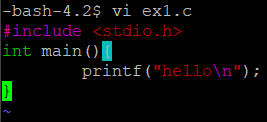 -bash-4.2$ vi ex1.c
#include <stdio.h>
int main(){
        printf("hello\n");
}
~